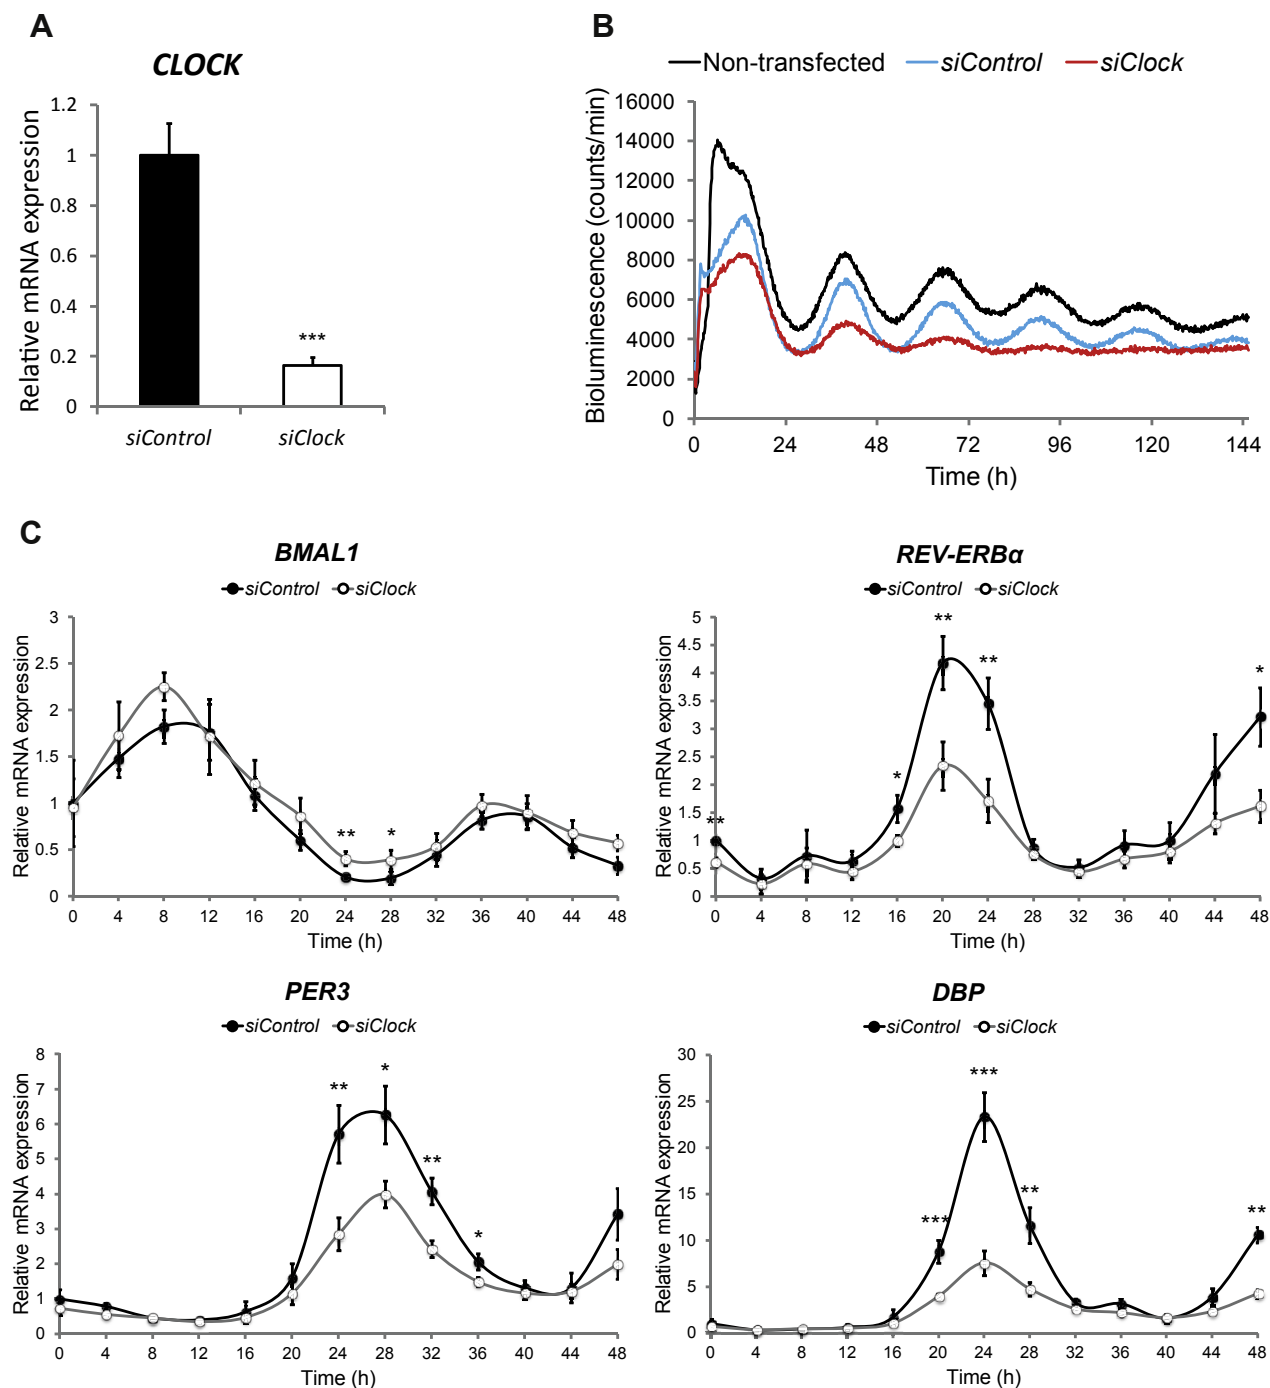 A
CLOCK
Relative mRNA expression
1.2
1
0.8
0.6
0.4
0.2
0
***
siControl siClock
B
Non-transfected siControl siClock
Bioluminescence (counts/min)
16000
14000
12000
10000
8000
6000
4000
2000
0
0 24 48 72 96 120 144
Time (h)
C
BMAL1
siControl siClock
Relative mRNA expression
3
2.5
2
1.5
1
0.5
0
** *
0 4 8 12 16 20 24 28 32 36 40 44 48
Time (h)
REV-ERBα
siControl siClock
Relative mRNA expression
5
4.5
4
3.5
3
2.5
2
1.5
1
0.5
0
** * ** ** *
0 4 8 12 16 20 24 28 32 36 40 44 48
Time (h)
PER3
siControl siClock
Relative mRNA expression
8
7
6
5
4
3
2
1
0
** * ** *
0 4 8 12 16 20 24 28 32 36 40 44 48
Time (h)
DBP
siControl siClock
Relative mRNA expression
30
25
20
15
10
5
0
*** *** ** **
0 4 8 12 16 20 24 28 32 36 40 44 48
Time (h)